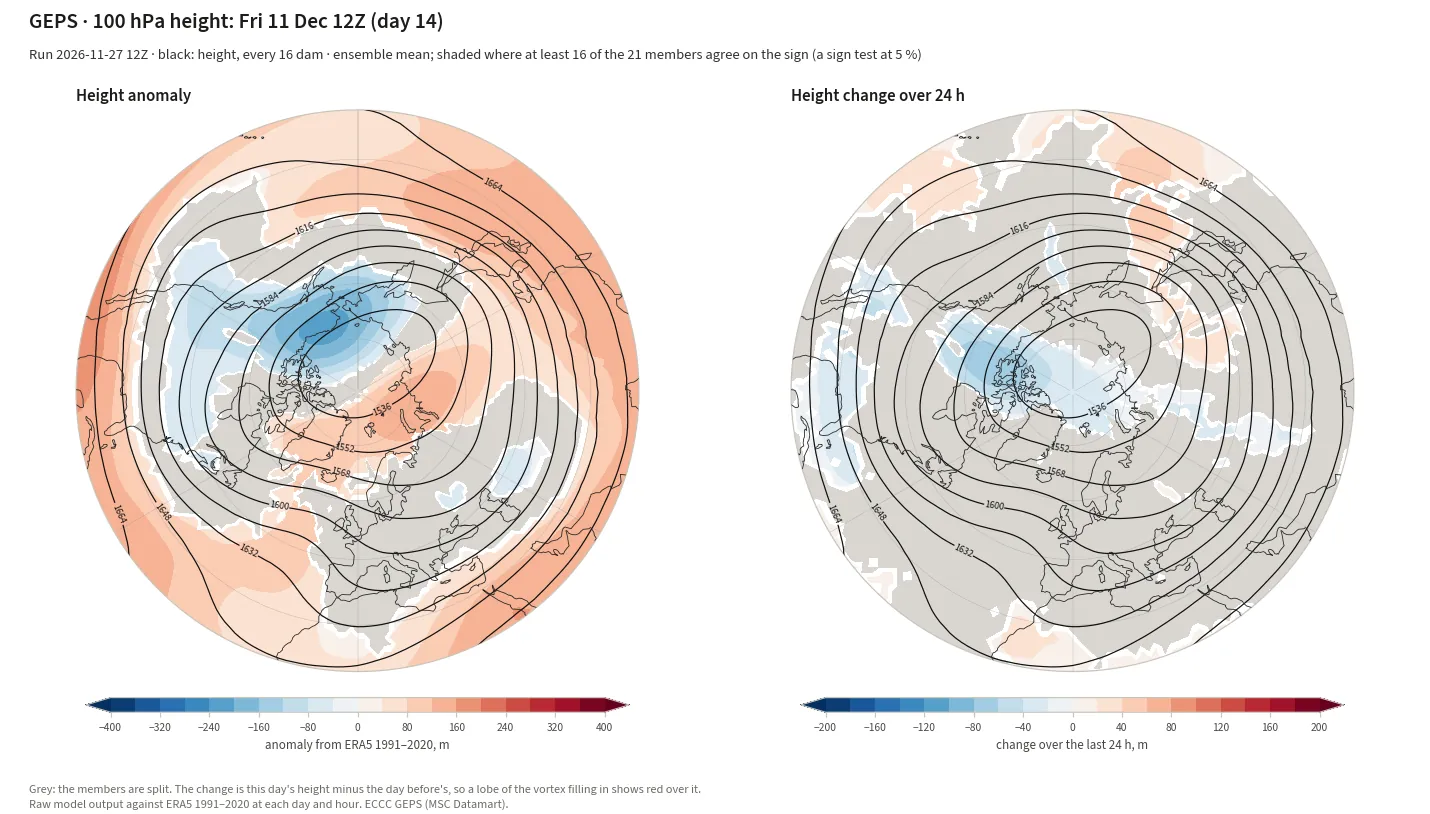 GEPS · 100 hPa height: Fri 11 Dec 12Z (day 14)
Run 2026-11-27 12Z · black: height, every 16 dam · ensemble mean; shaded where at least 16 of the 21 members agree on the sign (a sign test at 5 %)
Height anomaly
Height change over 24 h
1664
1616
1584
1536
1552
1568
1600
1664
1648
1632
1664
1616
1584
1536
1552
1568
1600
1664
1648
1632
−400 −320 −240 −160 −80 0 80 160 240 320 400
anomaly from ERA5 1991–2020, m
−200 −160 −120 −80 −40 0 40 80 120 160 200
change over the last 24 h, m
Grey: the members are split. The change is this day's height minus the day before's, so a lobe of the vortex filling in shows red over it.
Raw model output against ERA5 1991–2020 at each day and hour. ECCC GEPS (MSC Datamart).